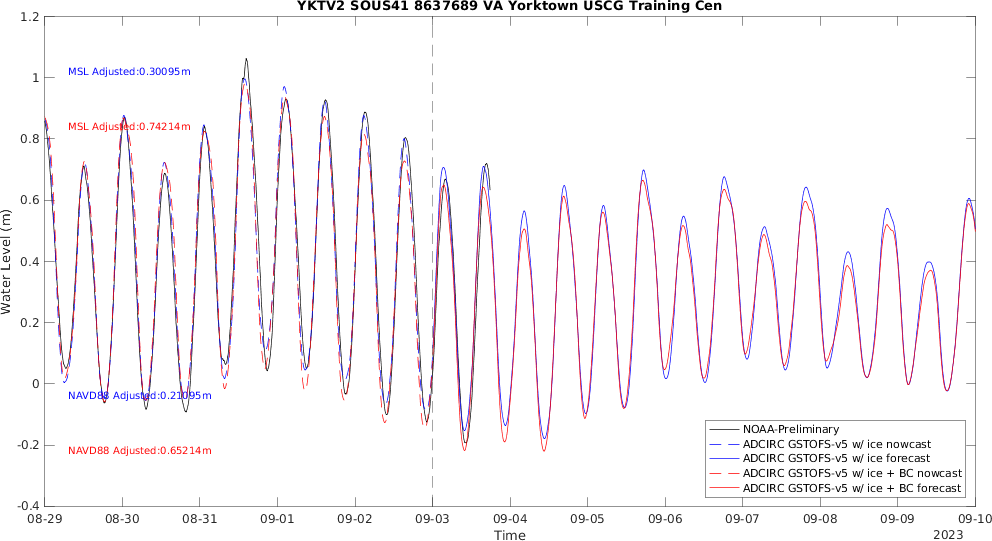 YKTV2 SOUS41 8637689 VA Yorktown USCG Training Cen
1.2
1
0.8
0.6
0.4
0.2
0
-0.2
-0.4
Water Level (m)
MSL Adjusted:0.30095m
MSL Adjusted:0.74214m
NAVD88 Adjusted:0.21095m
NAVD88 Adjusted:0.65214m
NOAA-Preliminary
ADCIRC GSTOFS-v5 w/ ice nowcast
ADCIRC GSTOFS-v5 w/ ice forecast
ADCIRC GSTOFS-v5 w/ ice + BC nowcast
ADCIRC GSTOFS-v5 w/ ice + BC forecast
08-29 08-30 08-31 09-01 09-02 09-03 09-04 09-05 09-06 09-07 09-08 09-09 09-10
Time
2023